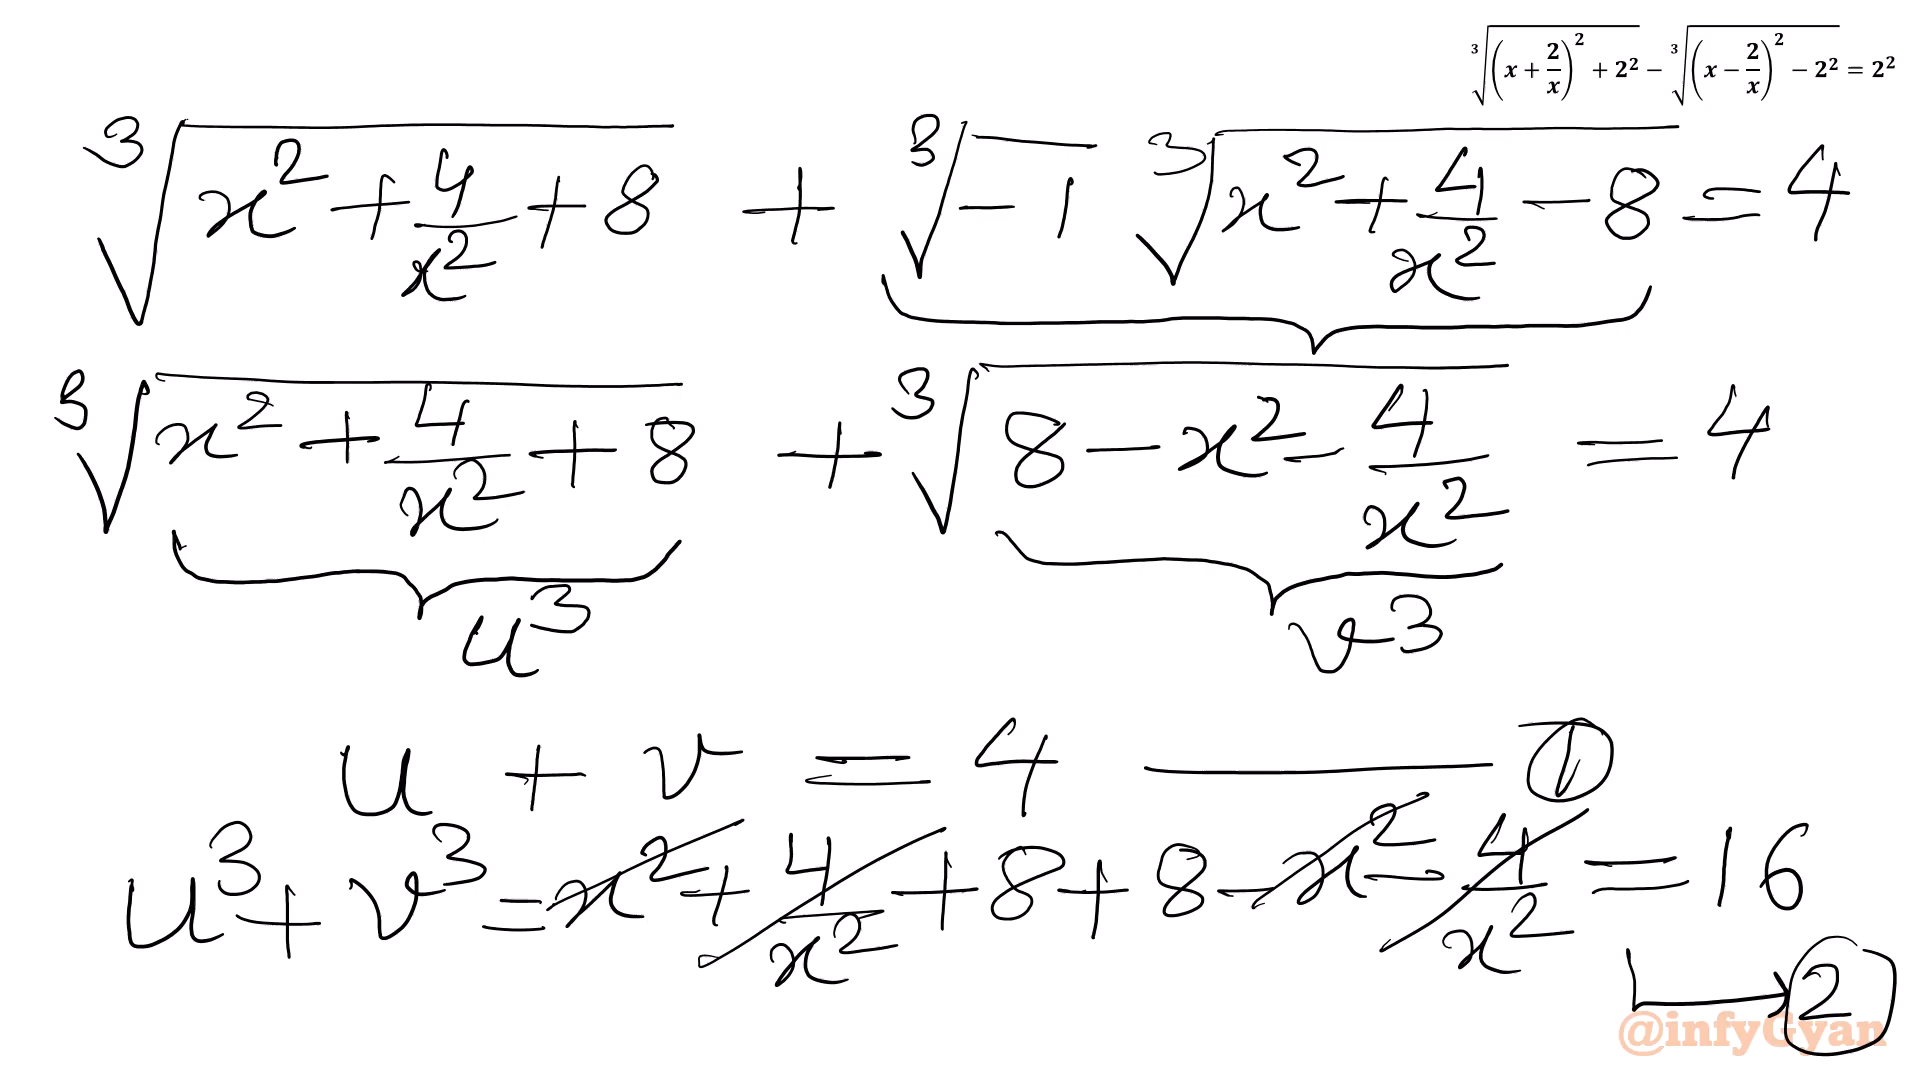 ∛((x + 2/x)² + 2²) − ∛((x − 2/x)² − 2²) = 2²
∛(x² + 4/x² + 8) + ∛(−1) ∛(x² + 4/x² − 8) = 4
∛(x² + 4/x² + 8) + ∛(8 − x² − 4/x²) = 4
u³ v³
u + v = 4 ——— ①
u³ + v³ = x² + 4/x² + 8 + 8 − x² − 4/x² = 16
→ ②
@infyGyan